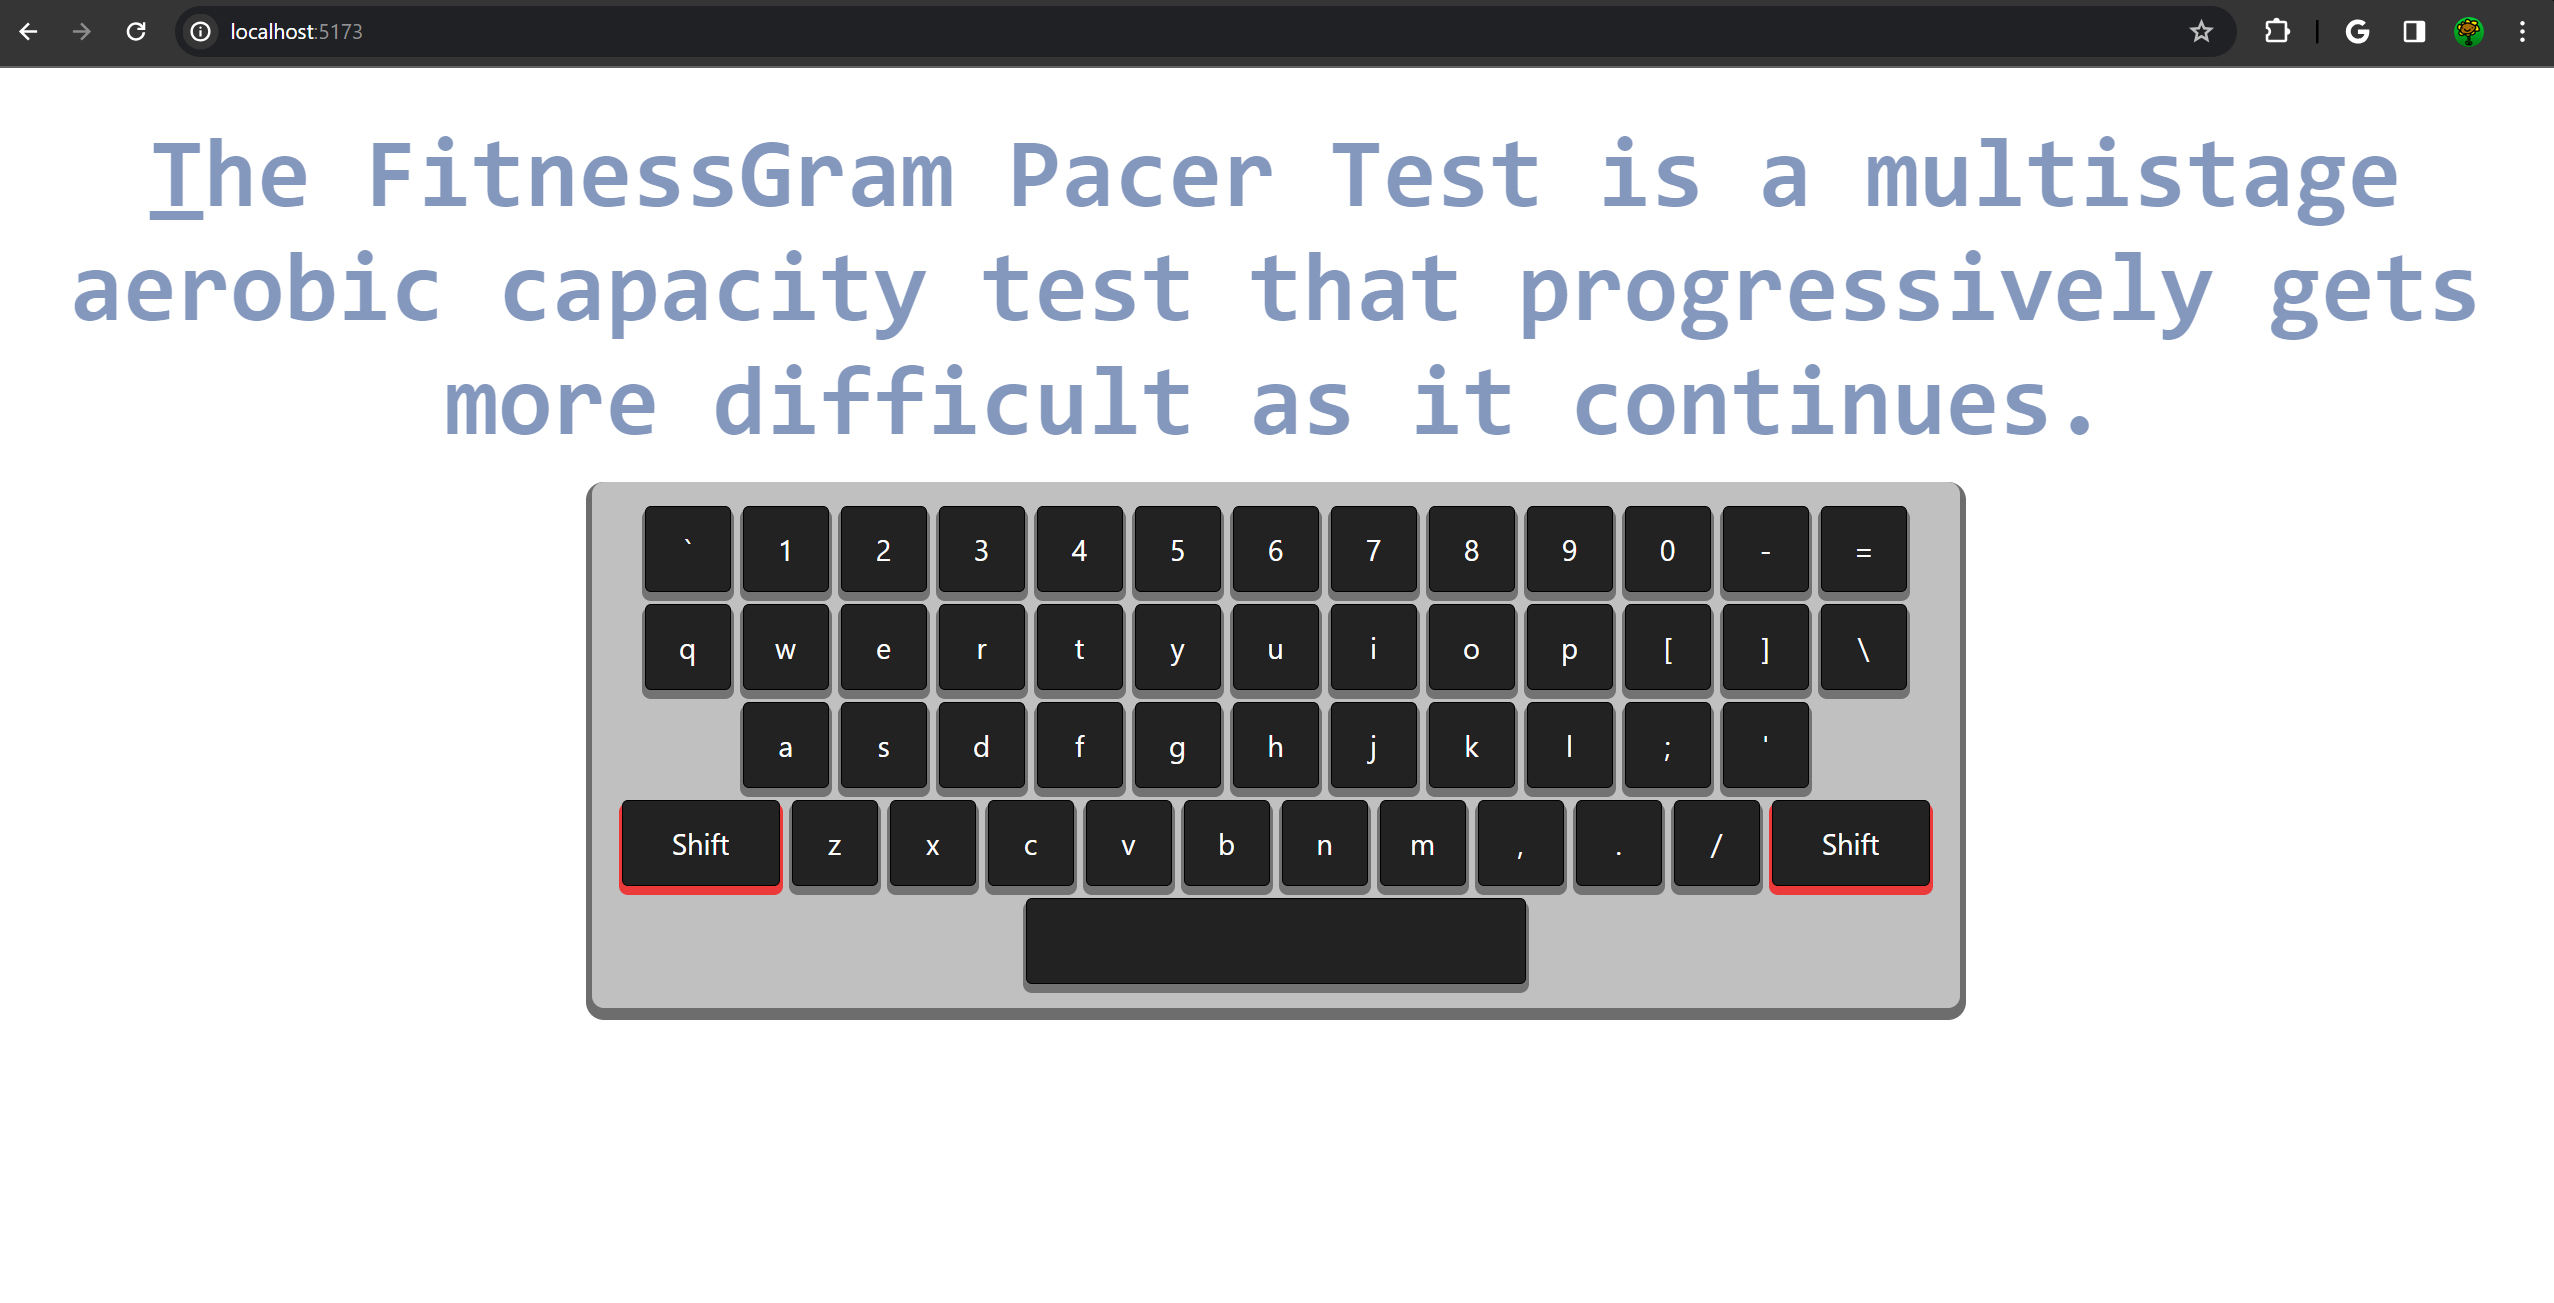 localhost:5173
The FitnessGram Pacer Test is a multistage
aerobic capacity test that progressively gets
more difficult as it continues.
` 1 2 3 4 5 6 7 8 9 0 - =
q w e r t y u i o p [ ] \
a s d f g h j k l ; '
Shift z x c v b n m , . / Shift